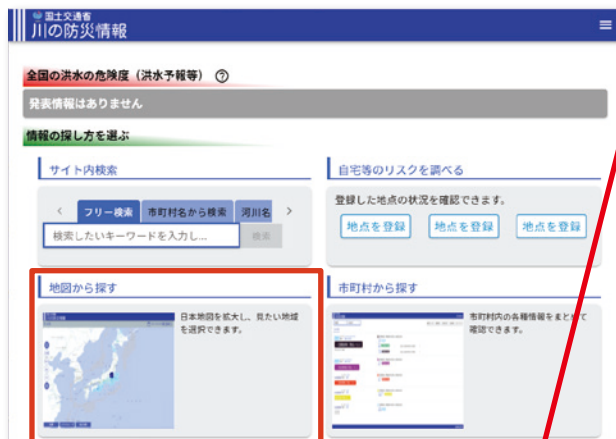 国土交通省
川の防災情報
全国の洪水の危険度（洪水予報等）
発表情報はありません
情報の探し方を選ぶ
サイト内検索
フリー検索 市町村名から検索 河川名
検索したいキーワードを入力し... 検索
自宅等のリスクを調べる
登録した地点の状況を確認できます。
地点を登録 地点を登録 地点を登録
地図から探す
日本地図を拡大し、見たい地域
を選択できます。
市町村から探す
市町村内の各種情報をまとめて
確認できます。